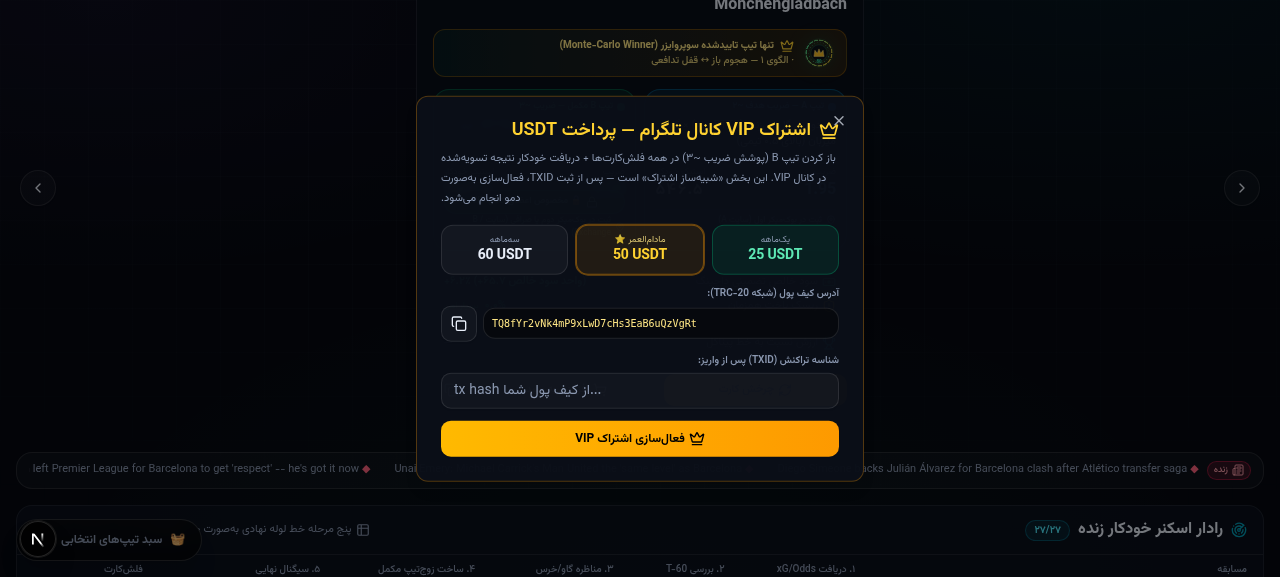 Monchengladbach
تنها تیپ تاییدشده سوپروایزر (Monte-Carlo Winner)
· الگوی ۱ — هجوم باز ↔ قفل تدافعی
اشتراک VIP کانال تلگرام — پرداخت USDT
باز کردن تیپ B (پوشش ضریب ~۳) در همه فلش‌کارت‌ها + دریافت خودکار نتیجه تسویه‌شده
در کانال VIP. این بخش «شبیه‌ساز اشتراک» است — پس از ثبت TXID، فعال‌سازی به‌صورت
دمو انجام می‌شود.
یک‌ماهه
25 USDT
مادام‌العمر ⭐
50 USDT
سه‌ماهه
60 USDT
آدرس کیف پول (شبکه TRC-20):
TQ8fYr2vNk4mP9xLwD7cHs3EaB6uQzVgRt
شناسه تراکنش (TXID) پس از واریز:
tx hash از کیف پول شما...
فعال‌سازی اشتراک VIP
زنده
left Premier League for Barcelona to get 'respect' -- he's got it now ◆
acks Julián Álvarez for Barcelona clash after Atlético transfer saga ◆
رادار اسکنر خودکار زنده
۲۷/۲۷
پنج مرحله خط لوله نهادی به‌صورت
سبد تیپ‌های انتخابی
N
مسابقه
۱. دریافت xG/Odds
۲. بررسی T-60
۳. مناظره گاو/خرس
۴. ساخت زوج‌تیپ مکمل
۵. سیگنال نهایی
فلش‌کارت